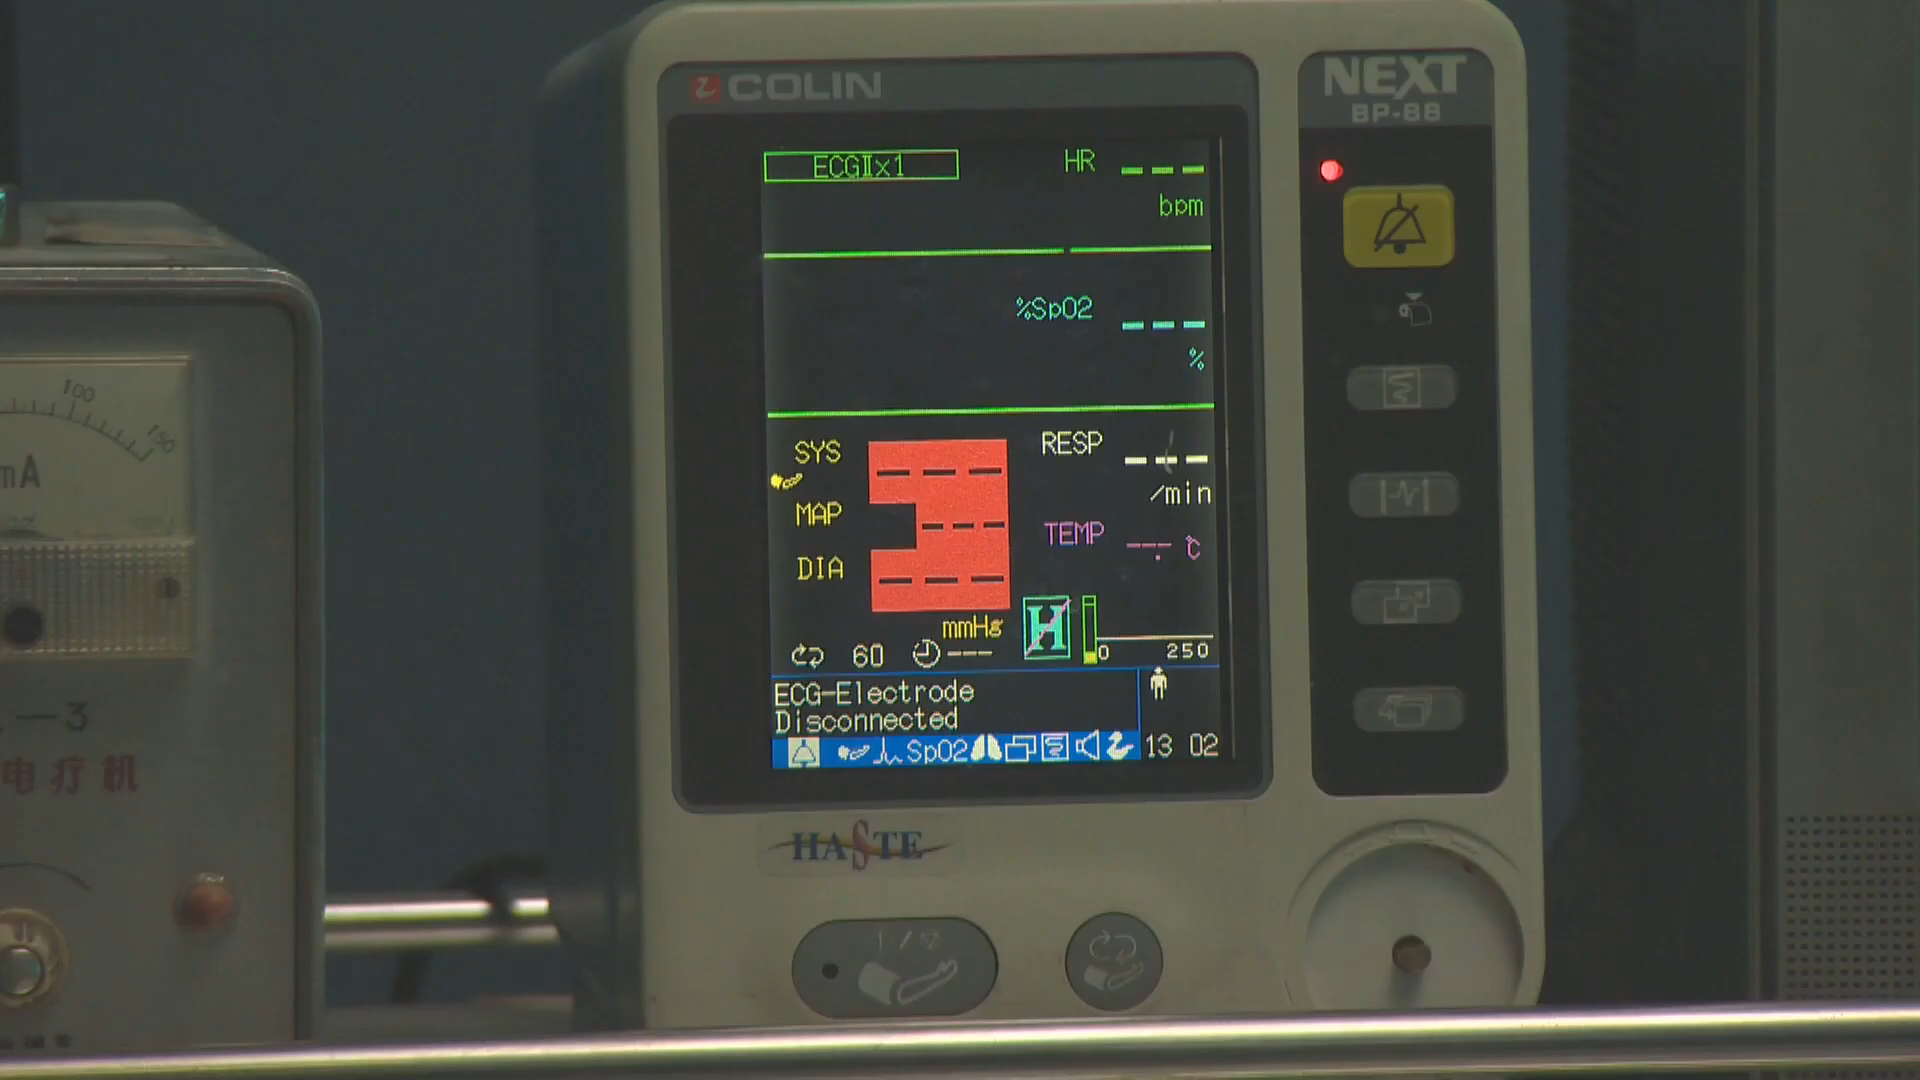 COLIN
NEXT
BP-88
ECGⅡx1
HR ---
bpm
%SpO2 ---
%
SYS ---
MAP ---
DIA ---
mmHg
RESP ---
/min
TEMP --.- ℃
H
60 ---
0 250
ECG-Electrode
Disconnected
SpO2
13 02
HASTE
100
150
mA
-3
电疗机